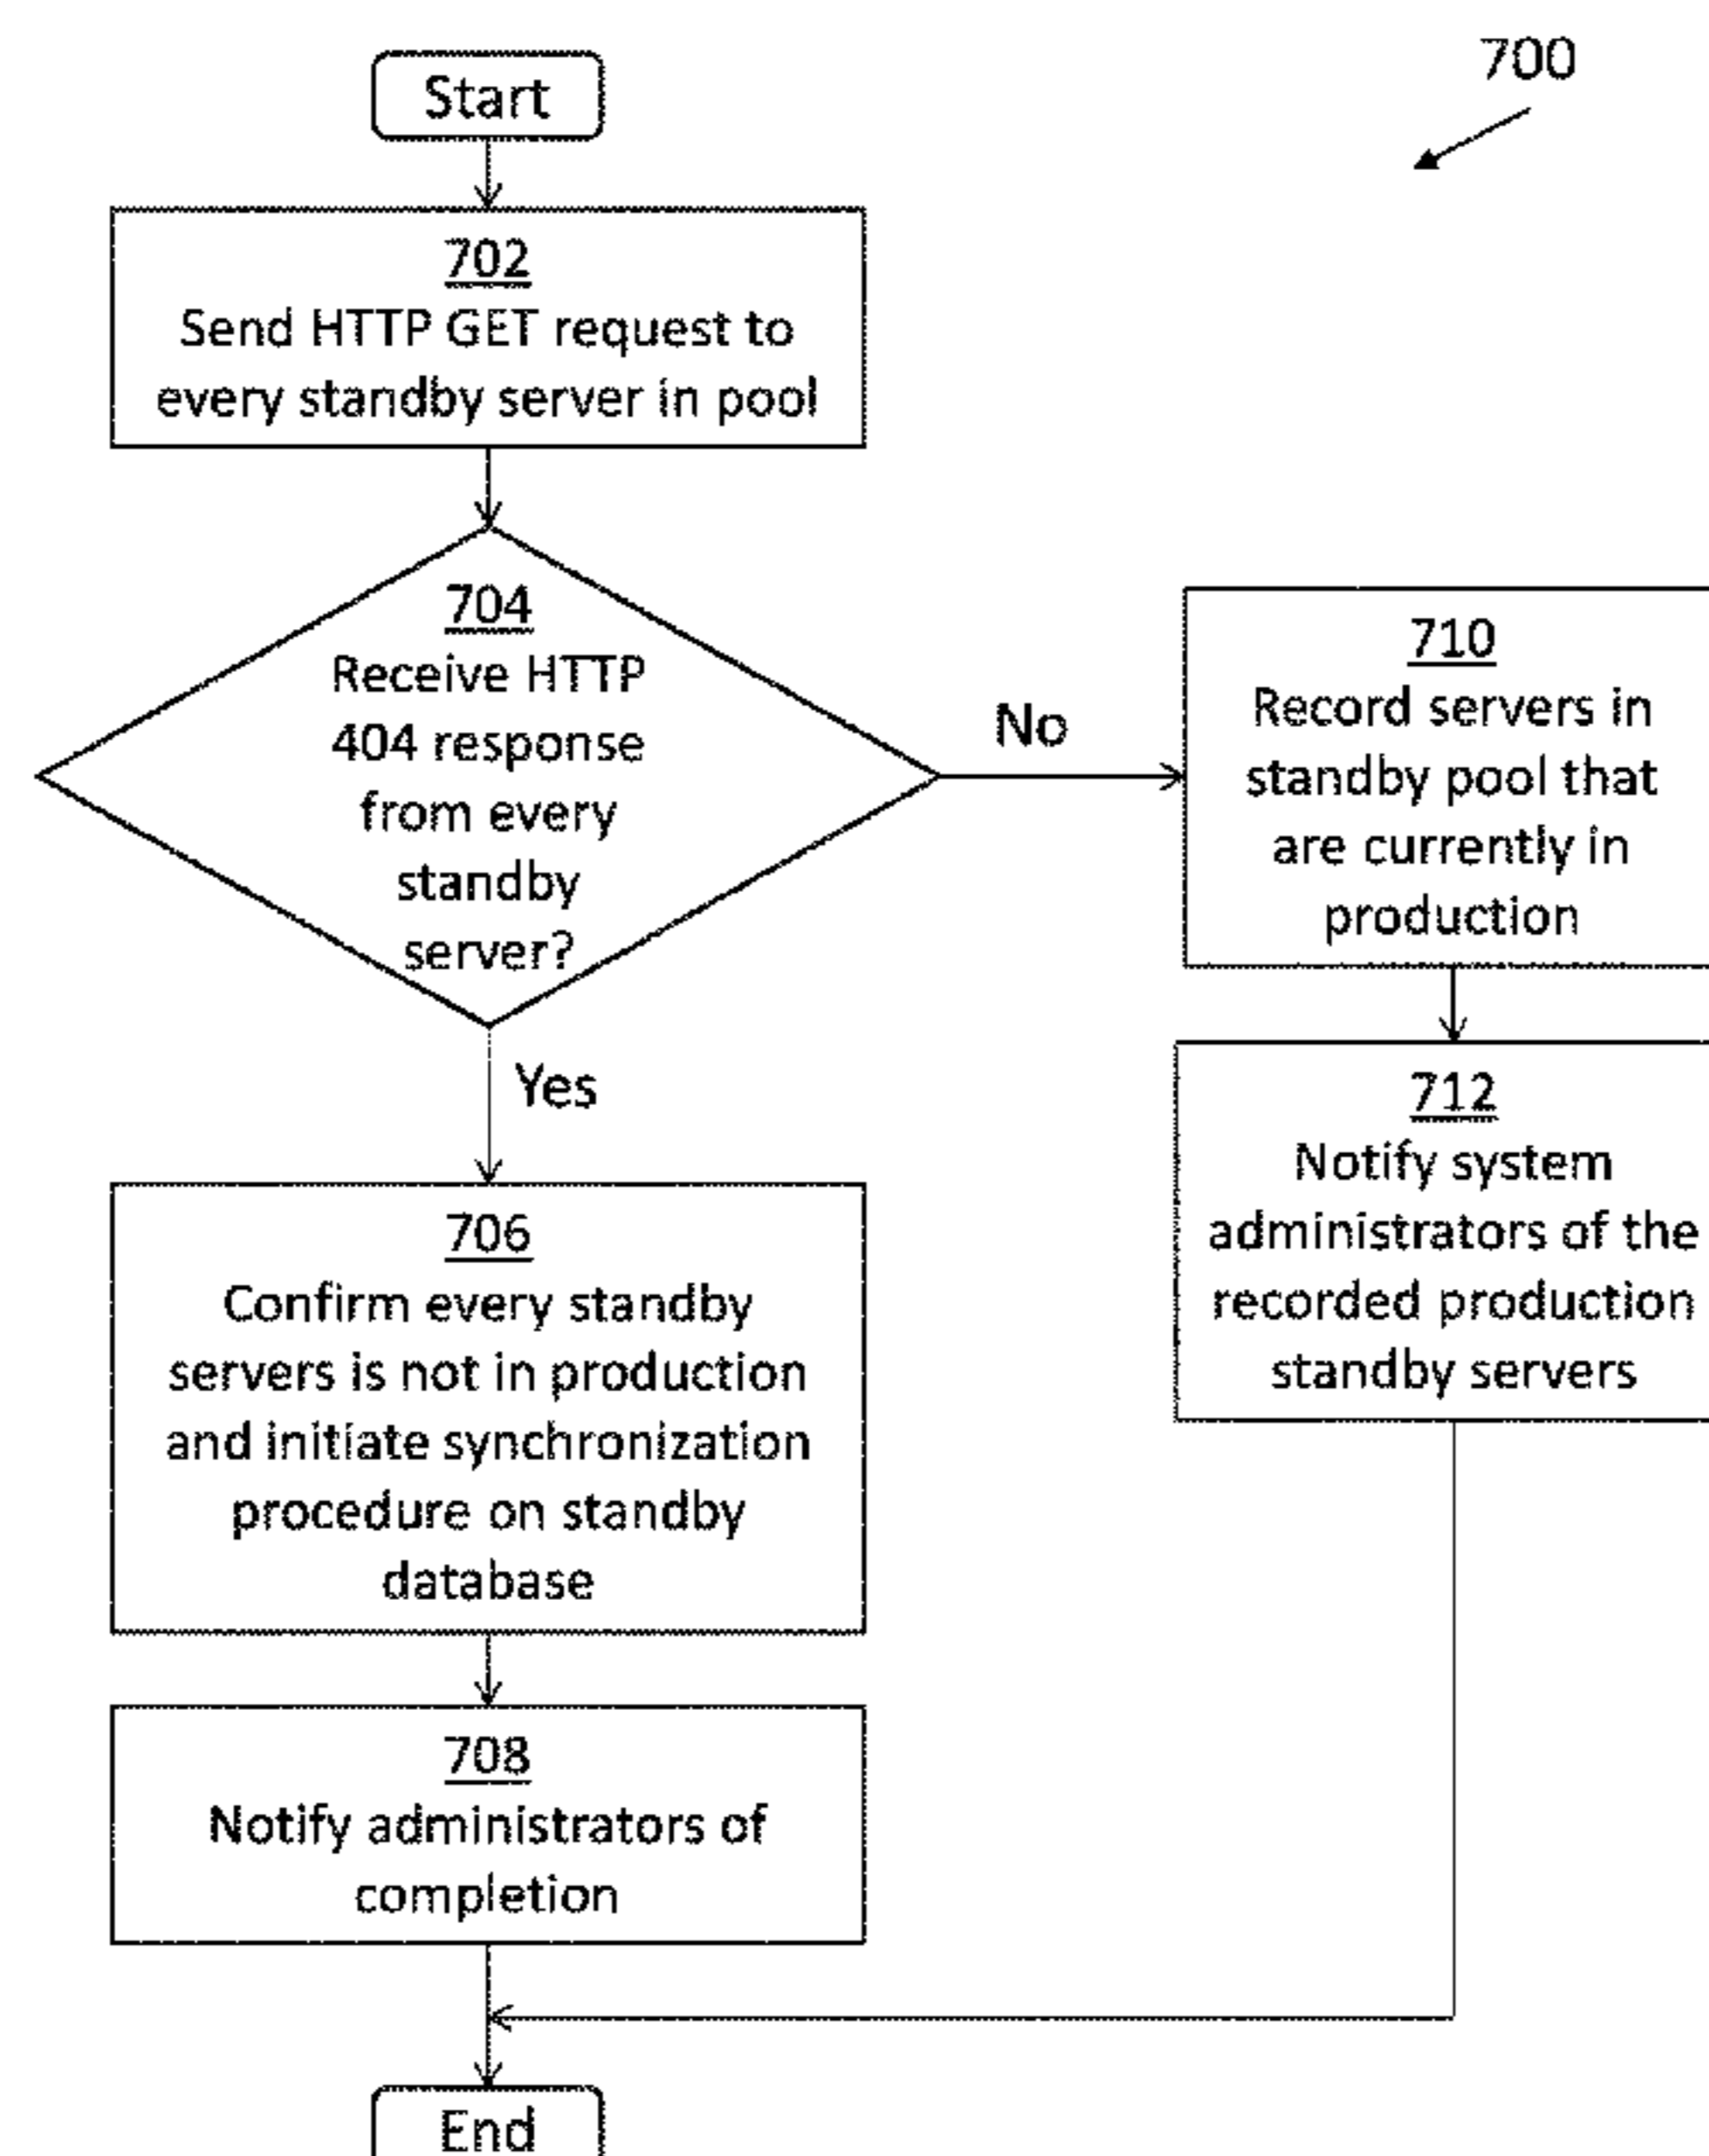 Start
700
702
Send HTTP GET request to
every standby server in pool
704
Receive HTTP
404 response
from every
standby
server?
No
710
Record servers in
standby pool that
are currently in
production
Yes
712
Notify system
administrators of the
recorded production
standby servers
706
Confirm every standby
servers is not in production
and initiate synchronization
procedure on standby
database
708
Notify administrators of
completion
End